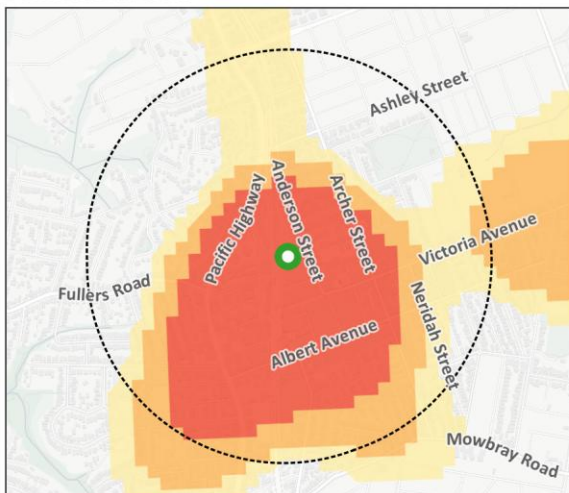 Ashley Street
Pacific Highway
Anderson Street
Archer Street
Victoria Avenue
Fullers Road
Neridah Street
Albert Avenue
Mowbray Road